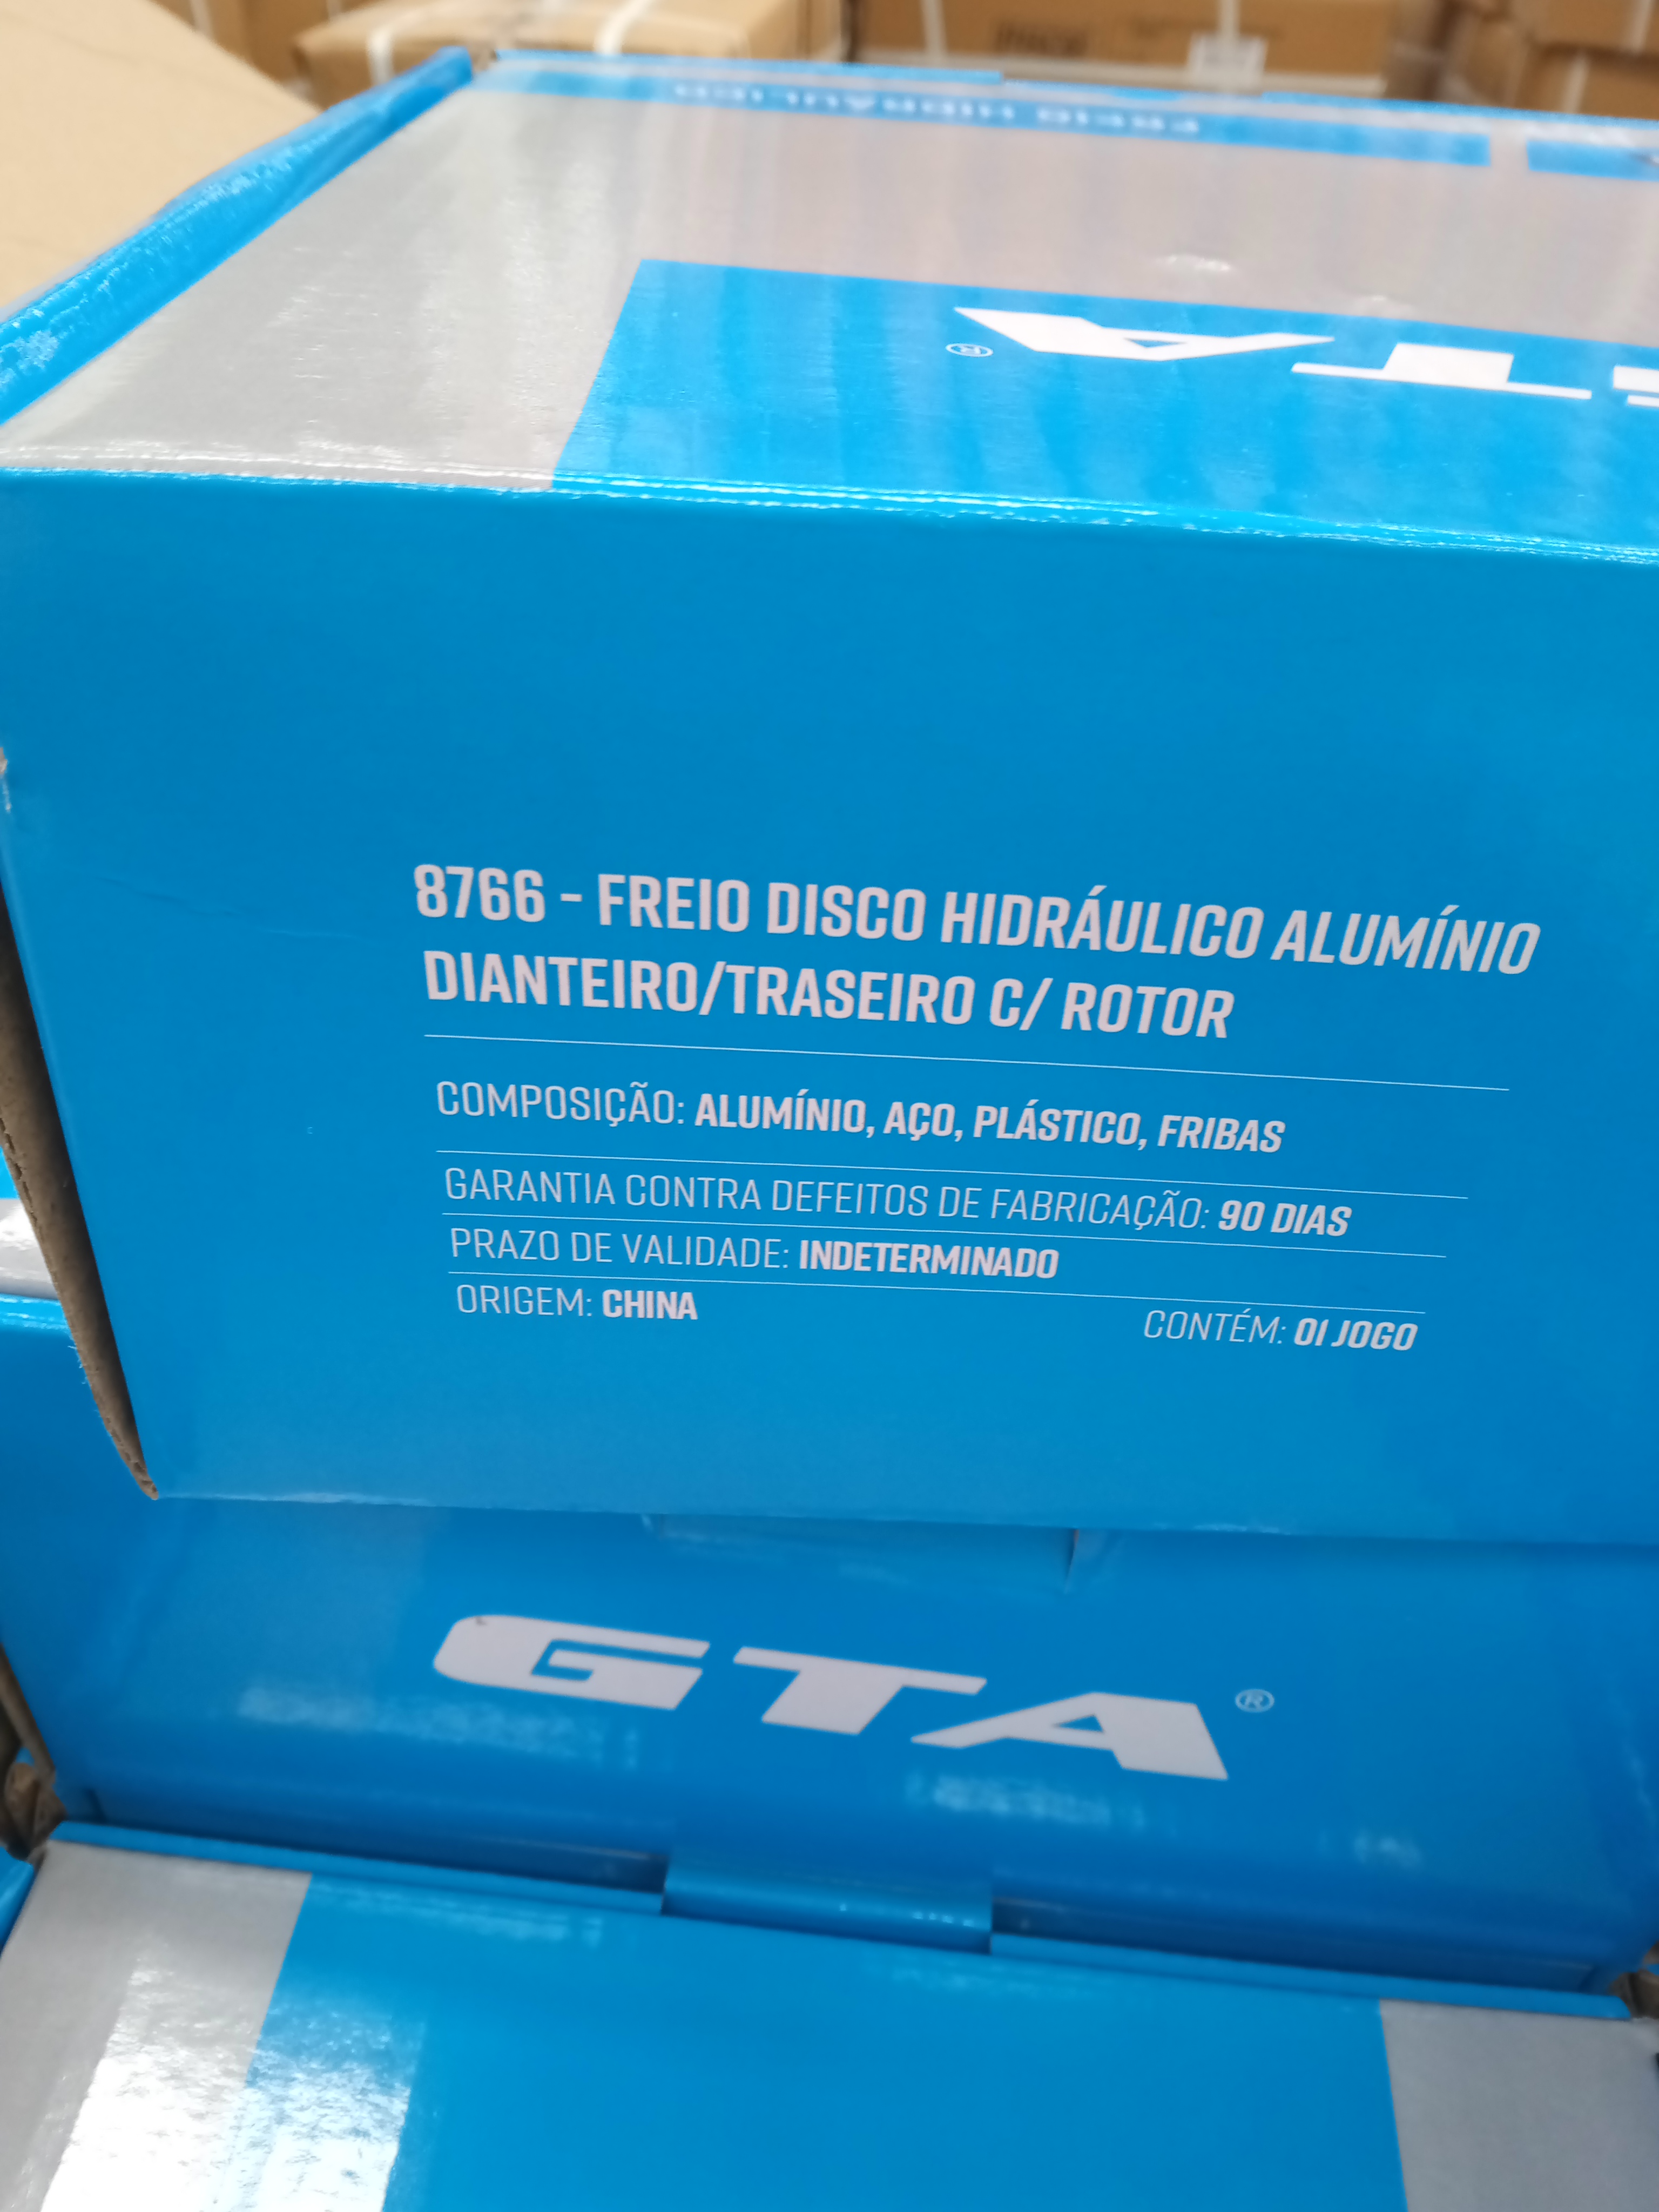 TA®
8766 - FREIO DISCO HIDRÁULICO ALUMÍNIO
DIANTEIRO/TRASEIRO C/ ROTOR
COMPOSIÇÃO: ALUMÍNIO, AÇO, PLÁSTICO, FRIBAS
GARANTIA CONTRA DEFEITOS DE FABRICAÇÃO: 90 DIAS
PRAZO DE VALIDADE: INDETERMINADO
ORIGEM: CHINA
CONTÉM: 01 JOGO
GTA®